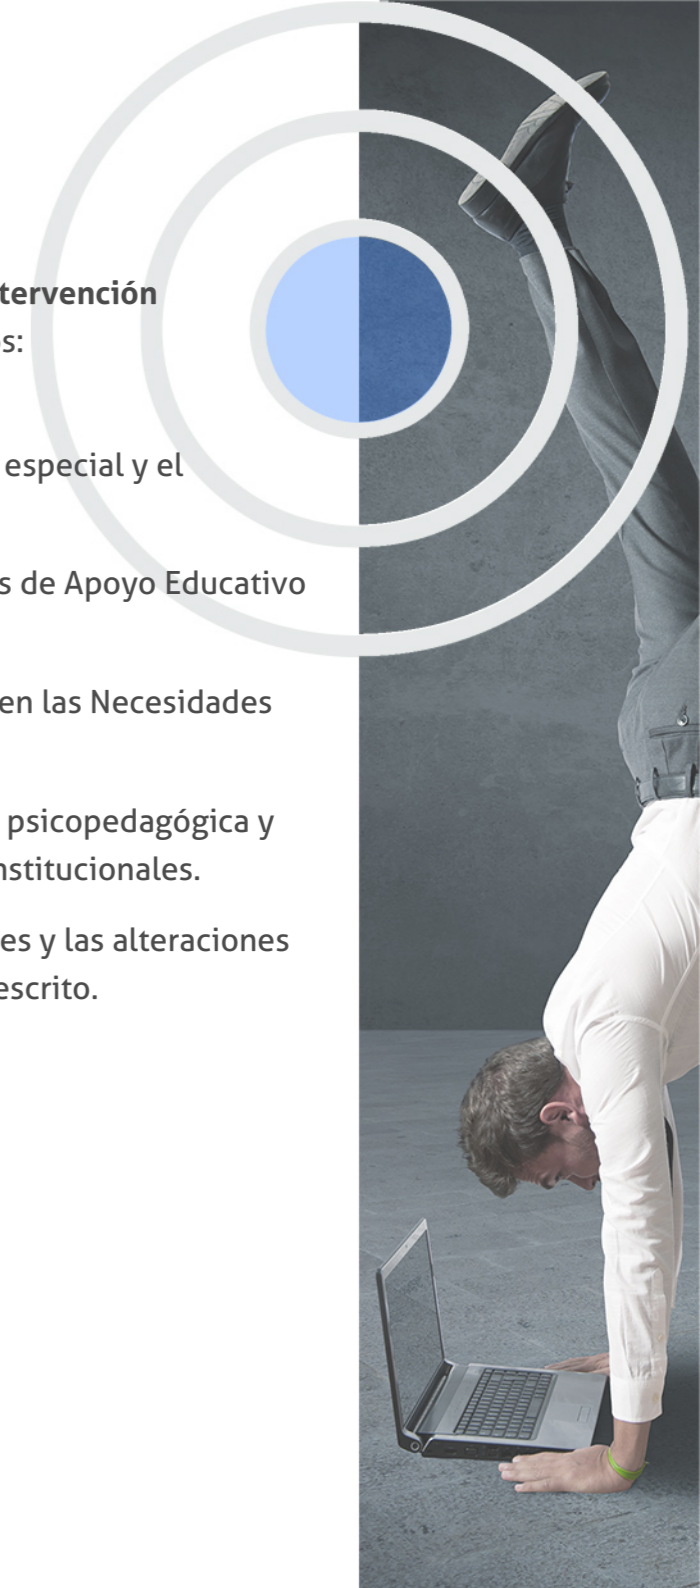 tervención
s:
especial y el
s de Apoyo Educativo
en las Necesidades
psicopedagógica y
nstitucionales.
es y las alteraciones
escrito.